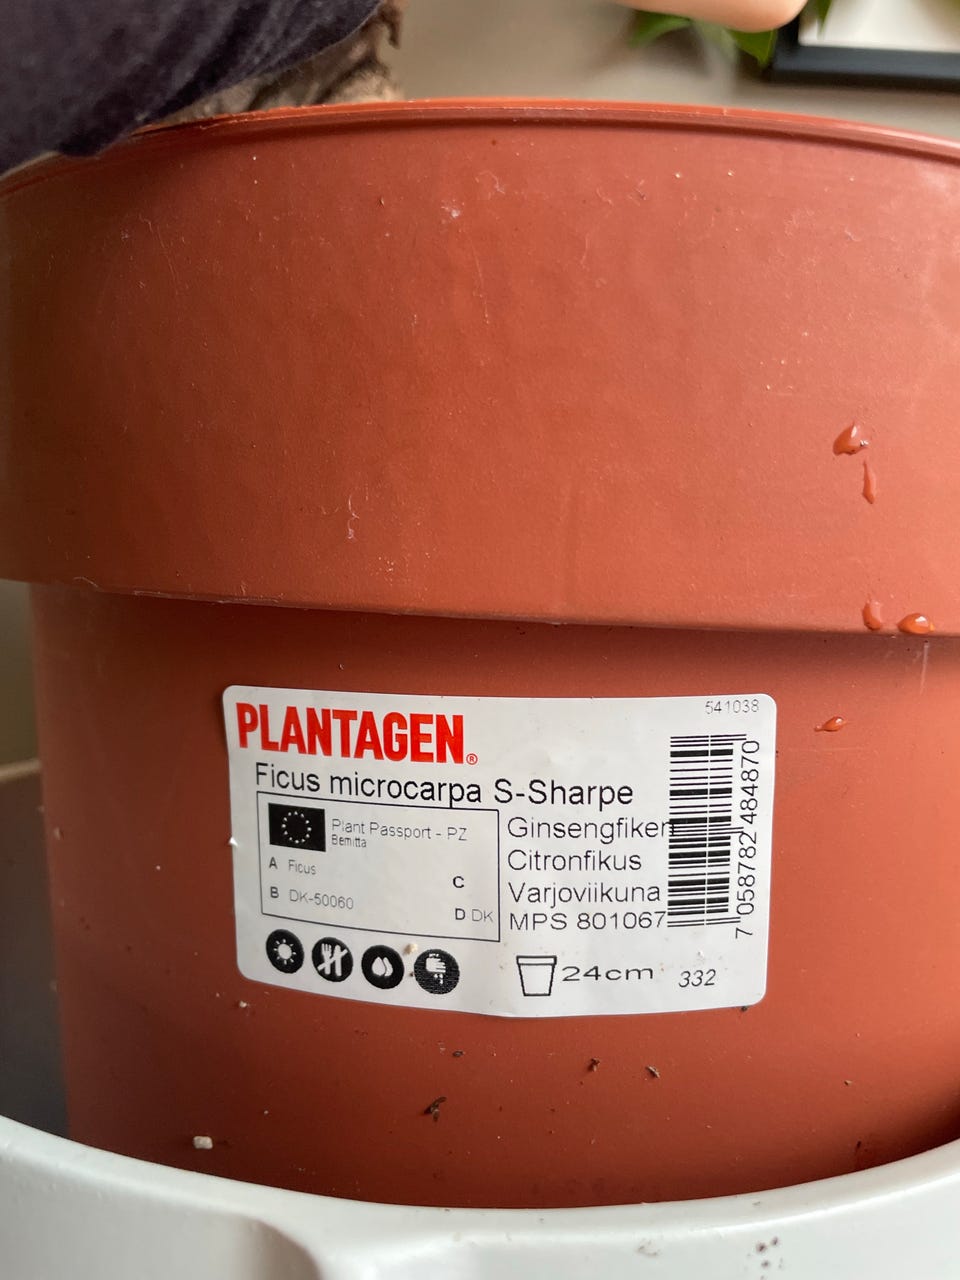 541038
PLANTAGEN®
Ficus microcarpa S-Sharpe
Plant Passport - PZ
Bemitta
A Ficus
B DK-50060
C
D DK
Ginsengfiken
Citronfikus
Varjoviikuna
MPS 801067
7 058782 484870
24cm
332